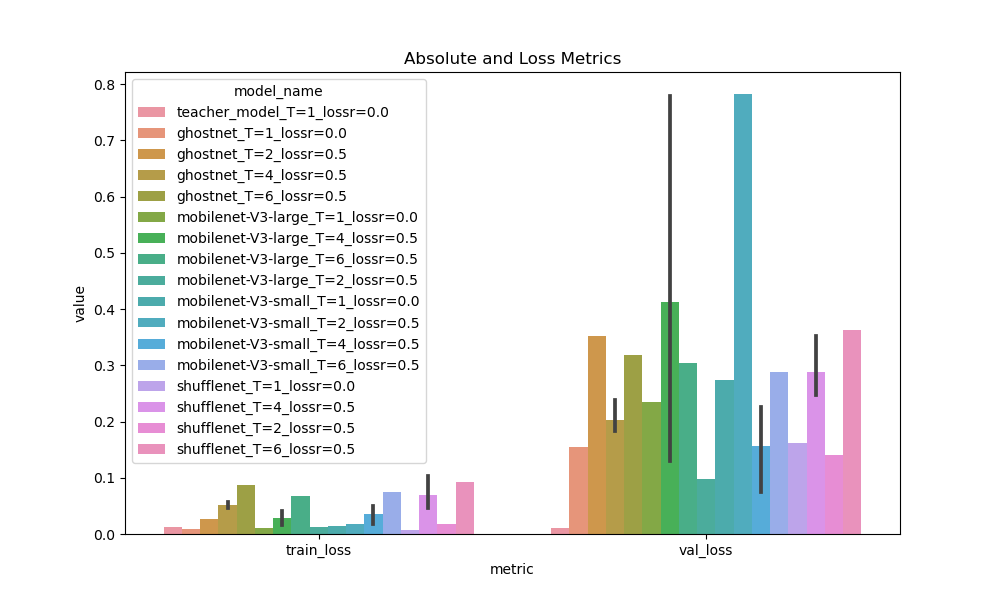 Absolute and Loss Metrics
model_name
teacher_model_T=1_lossr=0.0
ghostnet_T=1_lossr=0.0
ghostnet_T=2_lossr=0.5
ghostnet_T=4_lossr=0.5
ghostnet_T=6_lossr=0.5
mobilenet-V3-large_T=1_lossr=0.0
mobilenet-V3-large_T=4_lossr=0.5
mobilenet-V3-large_T=6_lossr=0.5
mobilenet-V3-large_T=2_lossr=0.5
mobilenet-V3-small_T=1_lossr=0.0
mobilenet-V3-small_T=2_lossr=0.5
mobilenet-V3-small_T=4_lossr=0.5
mobilenet-V3-small_T=6_lossr=0.5
shufflenet_T=1_lossr=0.0
shufflenet_T=4_lossr=0.5
shufflenet_T=2_lossr=0.5
shufflenet_T=6_lossr=0.5
value
0.8
0.7
0.6
0.5
0.4
0.3
0.2
0.1
0.0
train_loss
val_loss
metric